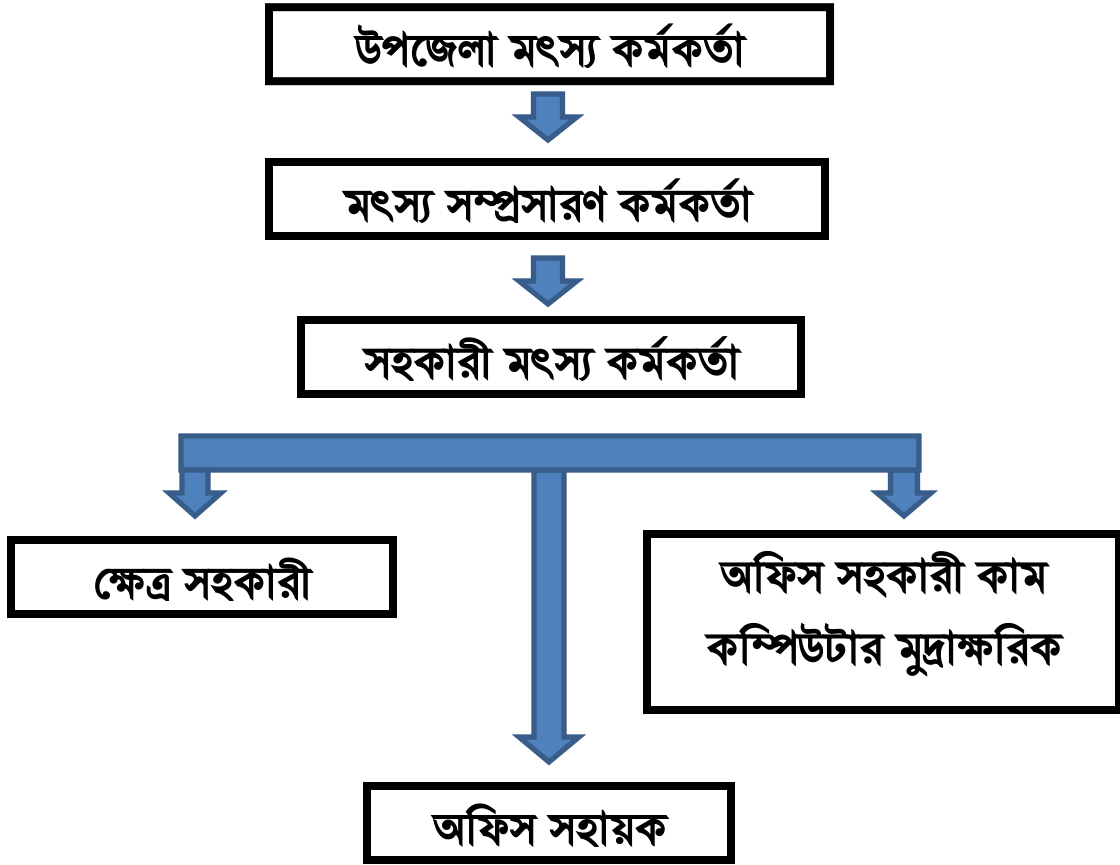 উপজেলা মৎস্য কর্মকর্তা
মৎস্য সম্প্রসারণ কর্মকর্তা
সহকারী মৎস্য কর্মকর্তা
ক্ষেত্র সহকারী
অফিস সহকারী কাম
কম্পিউটার মুদ্রাক্ষরিক
অফিস সহায়ক